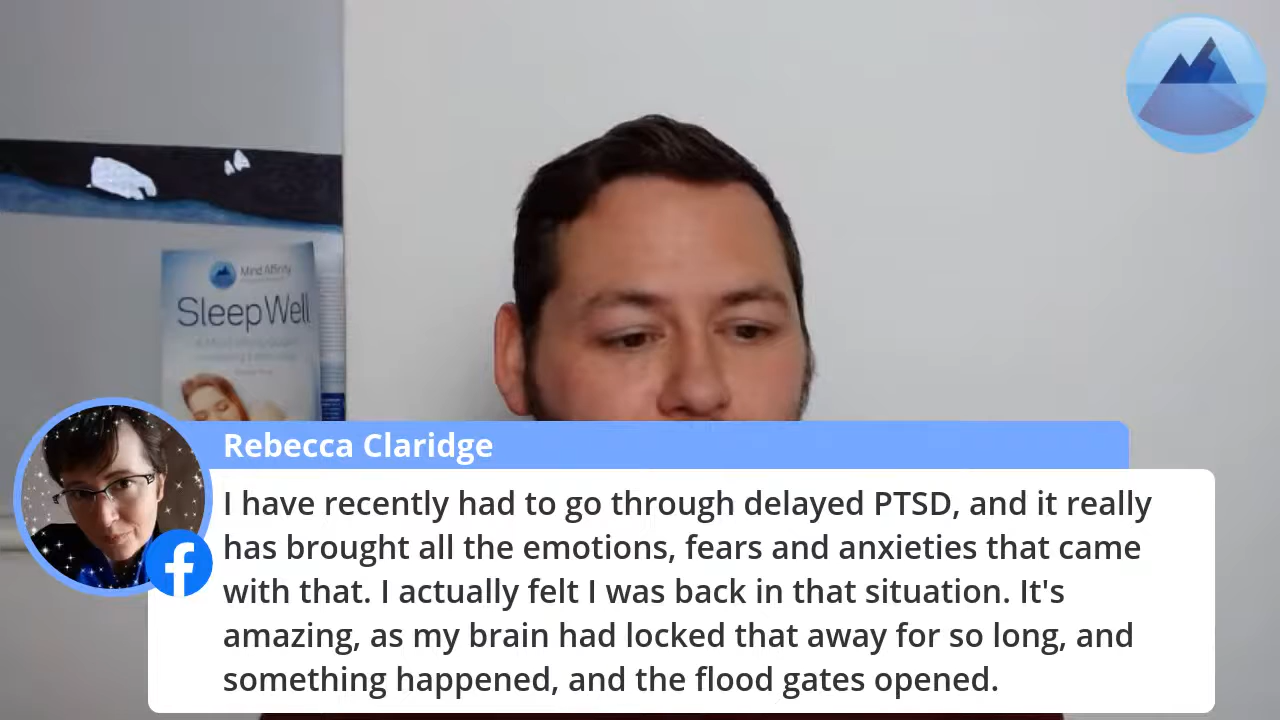 Mind Affinity
Sleep Well
Rebecca Claridge
I have recently had to go through delayed PTSD, and it really
has brought all the emotions, fears and anxieties that came
with that. I actually felt I was back in that situation. It's
amazing, as my brain had locked that away for so long, and
something happened, and the flood gates opened.